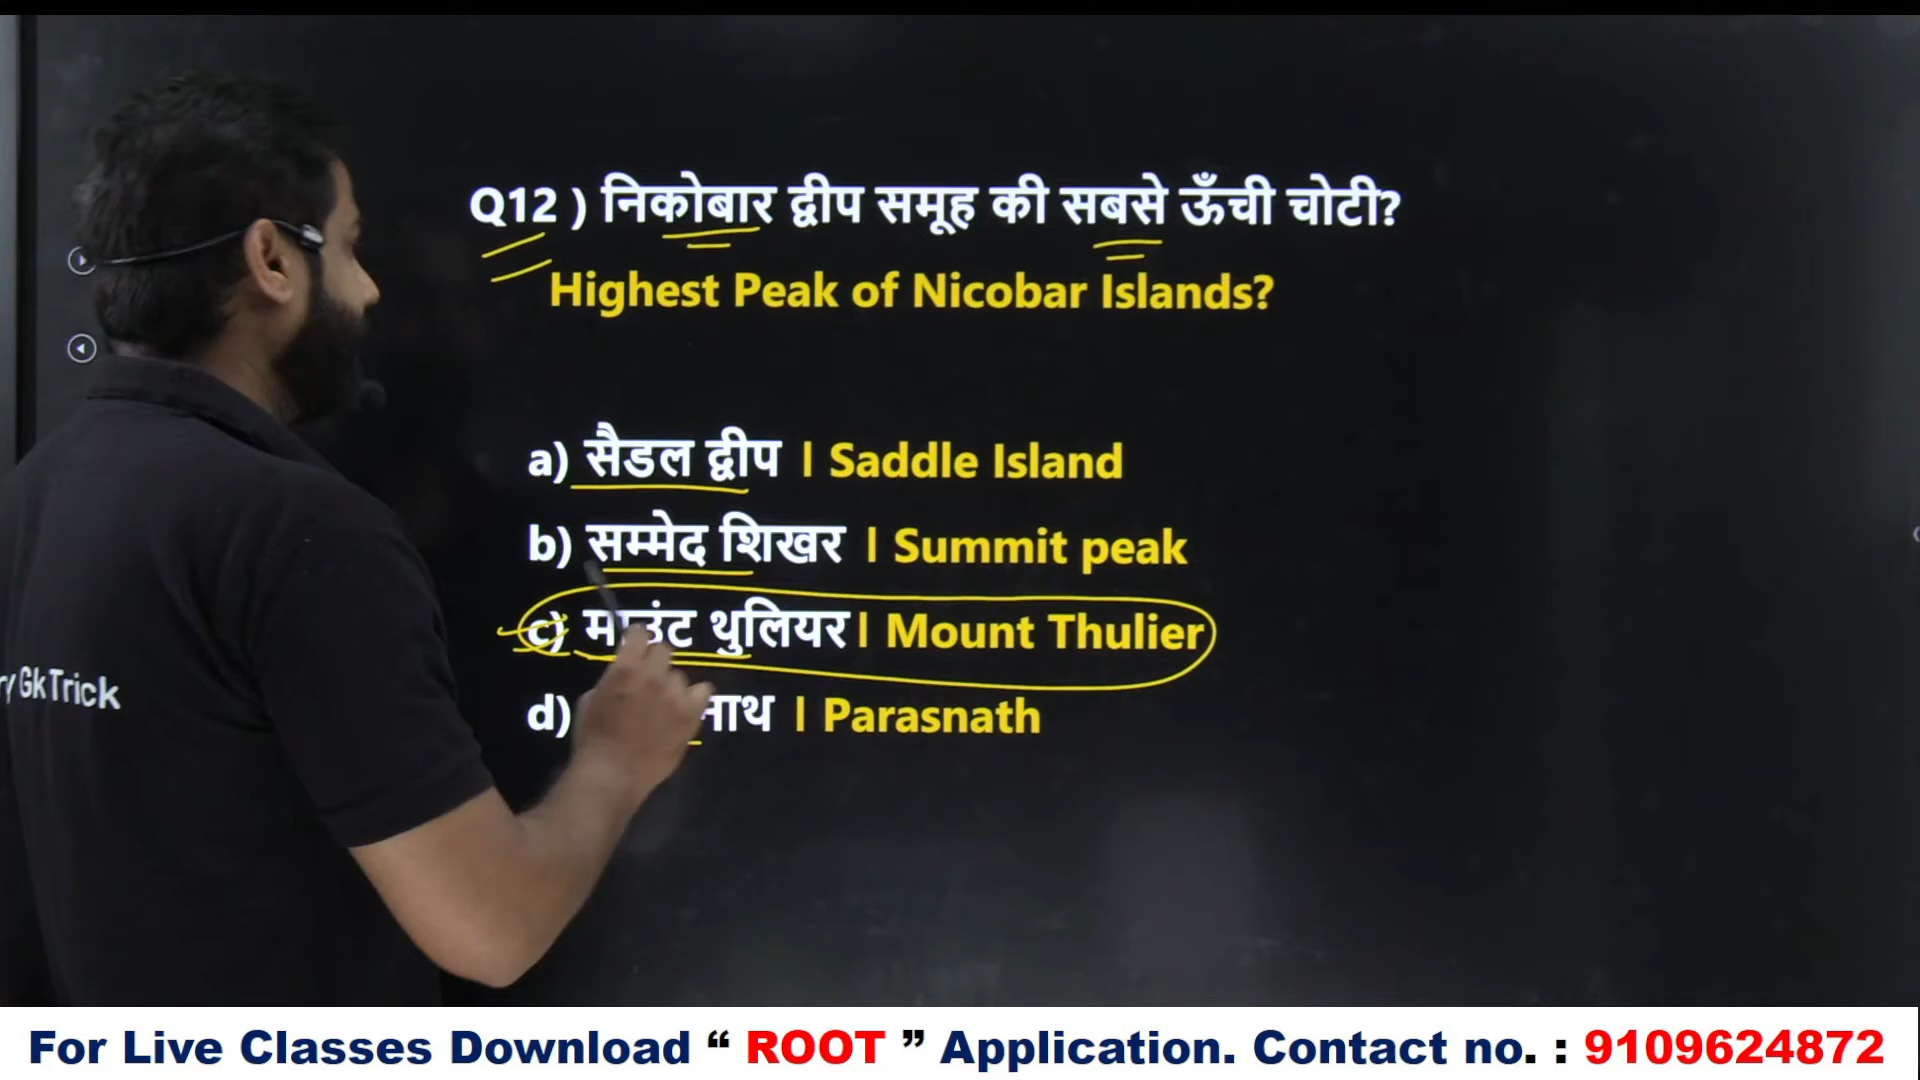 Q12 ) निकोबार द्वीप समूह की सबसे ऊँची चोटी?
Highest Peak of Nicobar Islands?
a) सैडल द्वीप | Saddle Island
b) सम्मेद शिखर | Summit peak
c) माउंट थुलियर | Mount Thulier
d) नाथ | Parasnath
GkTrick
For Live Classes Download “ ROOT ” Application. Contact no. : 9109624872